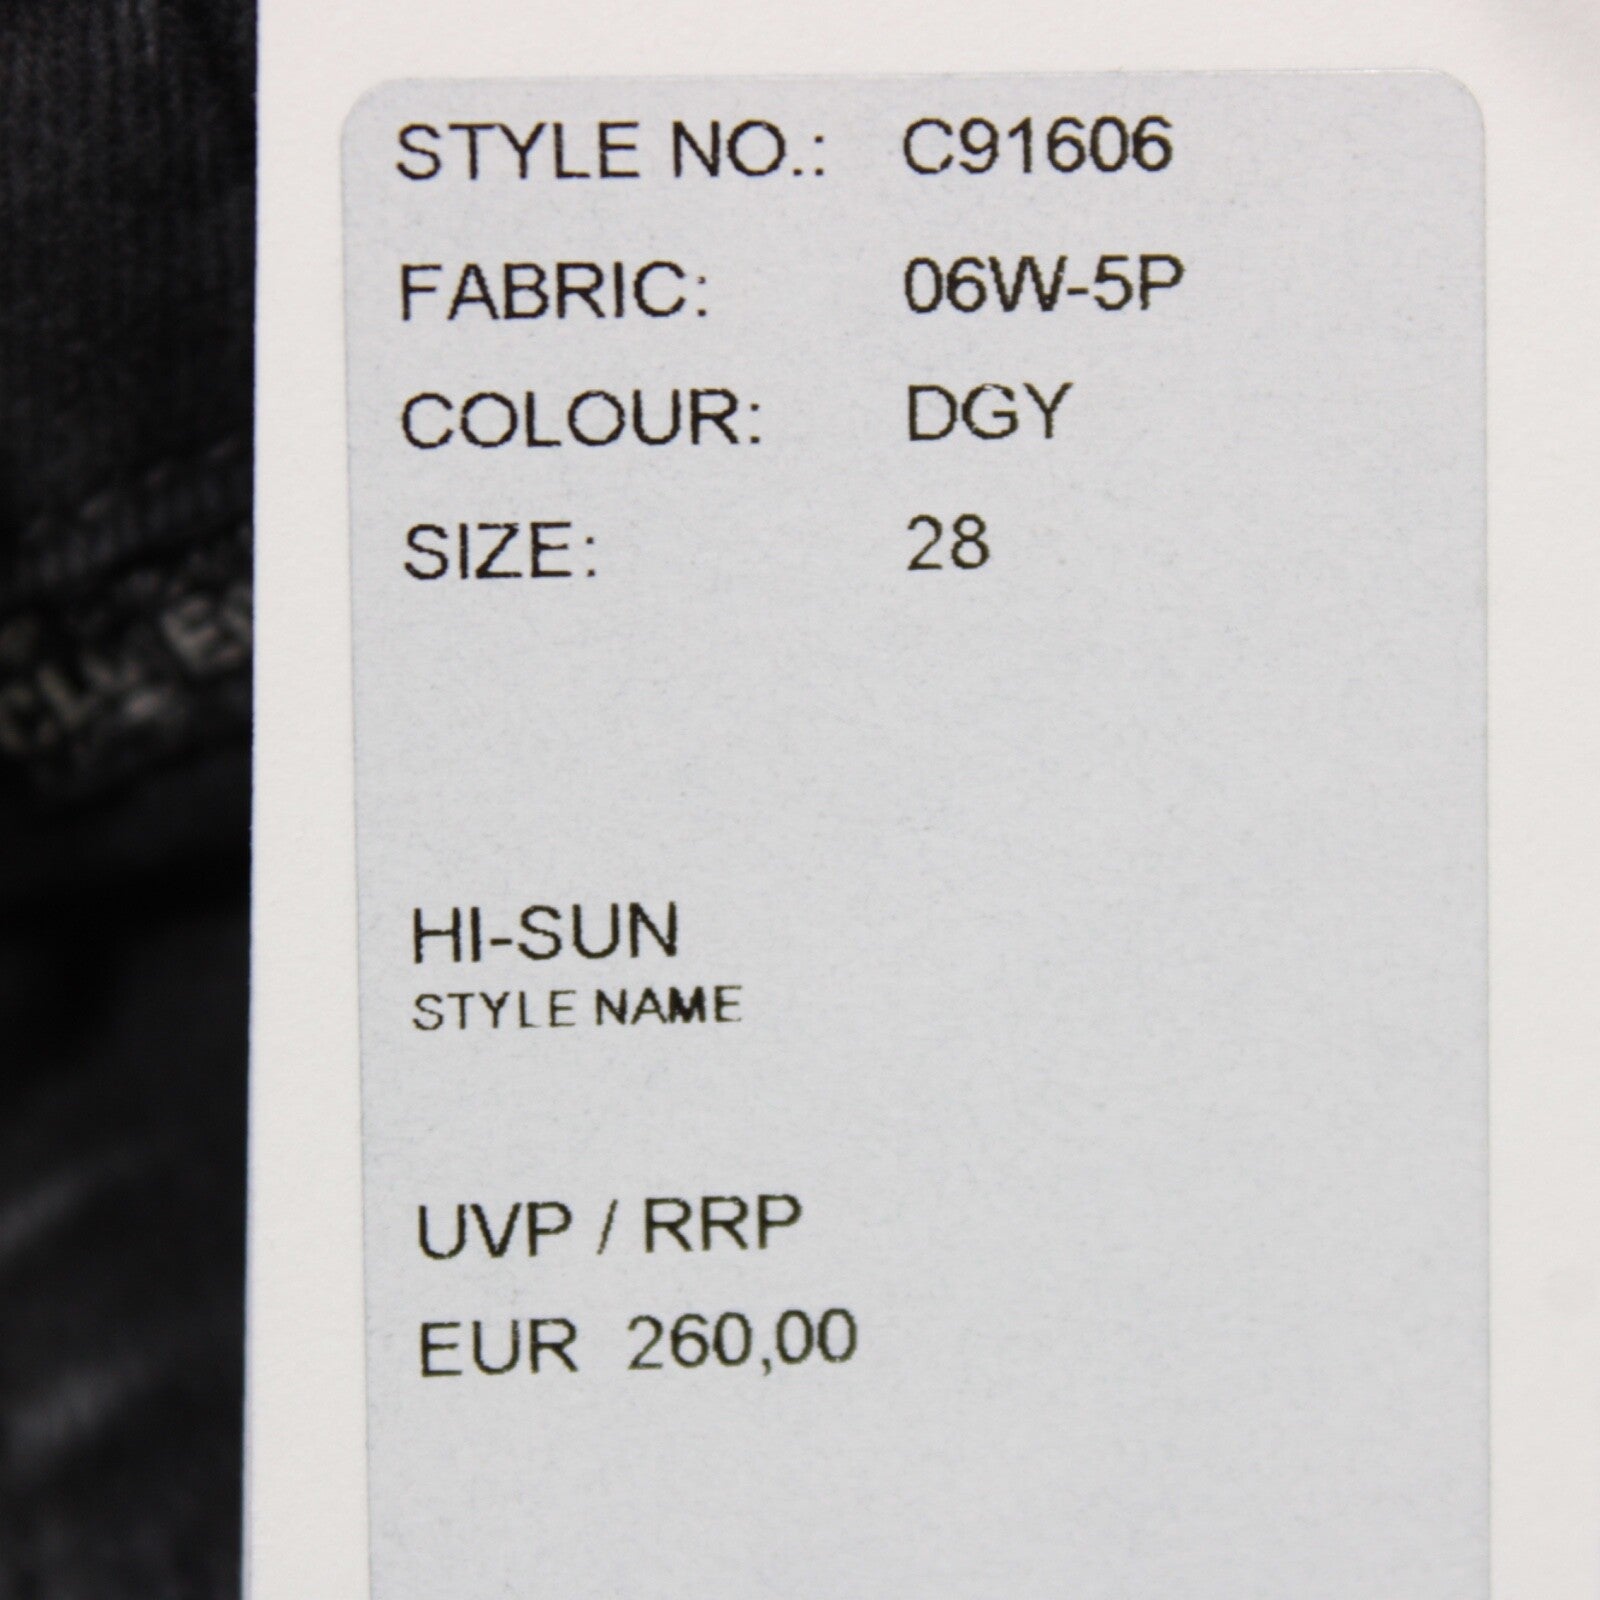 STYLE NO.: C91606
FABRIC: 06W-5P
COLOUR: DGY
SIZE: 28
HI-SUN
STYLE NAME
UVP / RRP
EUR 260,00